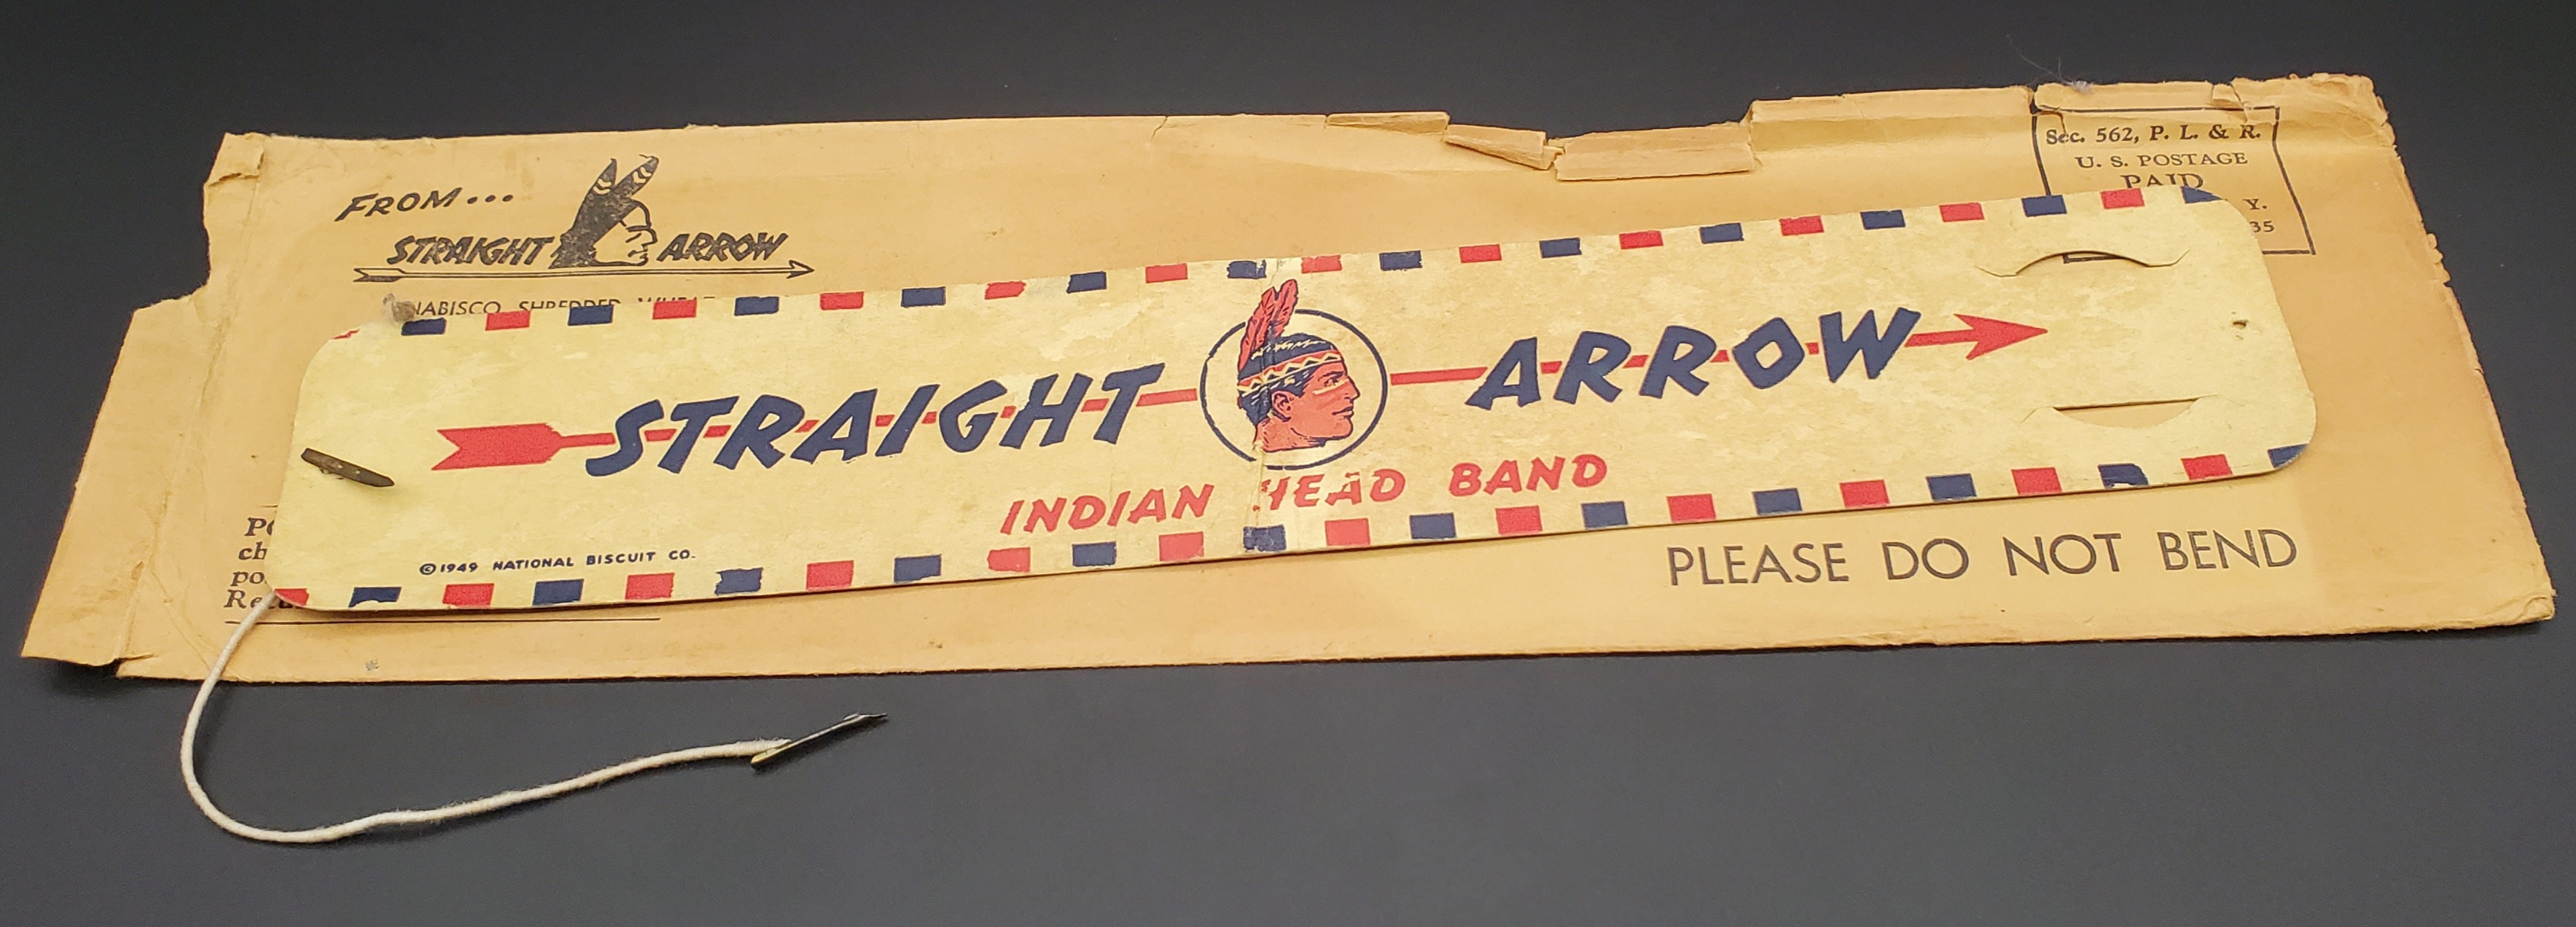 FROM...
STRAIGHT ARROW
NABISCO SHREDDED
Sec. 562, P. L. & R.
U. S. POSTAGE
PAID
Y.
35
STRAIGHT ARROW
INDIAN HEAD BAND
©1949 NATIONAL BISCUIT CO.
PLEASE DO NOT BEND